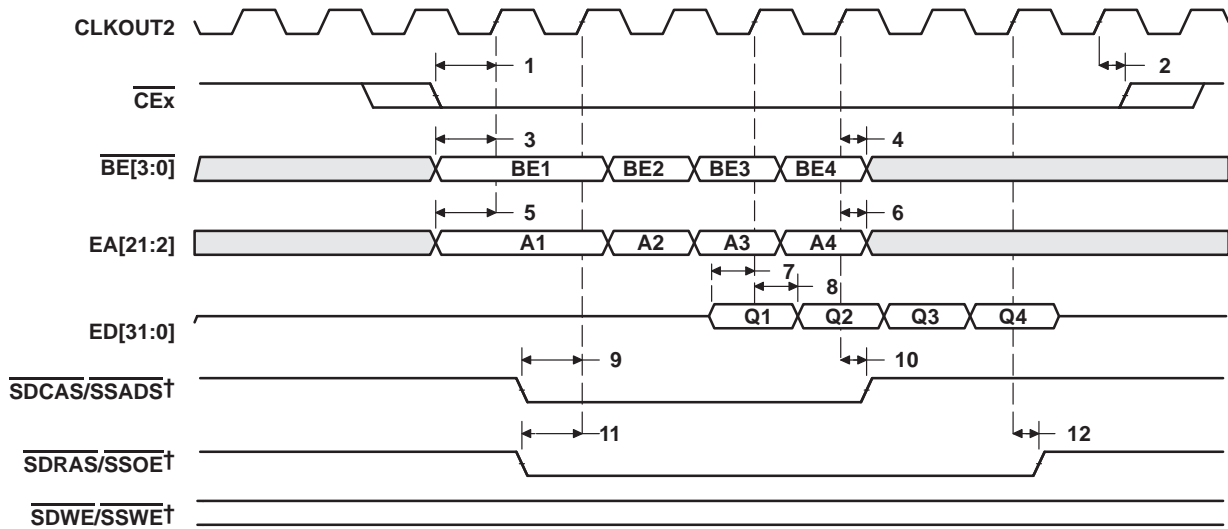 CLKOUT2
1
2
CEx
3
4
BE[3:0]
BE1 BE2 BE3 BE4
5
6
EA[21:2]
A1 A2 A3 A4
7
8
ED[31:0]
Q1 Q2 Q3 Q4
9
10
SDCAS/SSADS†
11
12
SDRAS/SSOE†
SDWE/SSWE†